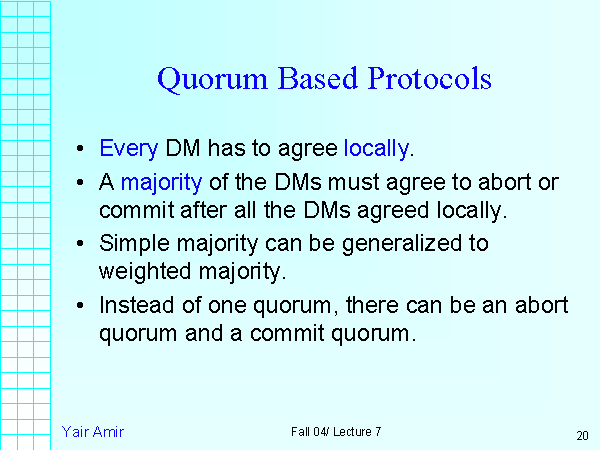 Quorum Based Protocols
• Every DM has to agree locally.
• A majority of the DMs must agree to abort or
commit after all the DMs agreed locally.
• Simple majority can be generalized to
weighted majority.
• Instead of one quorum, there can be an abort
quorum and a commit quorum.
Yair Amir
Fall 04/ Lecture 7
20